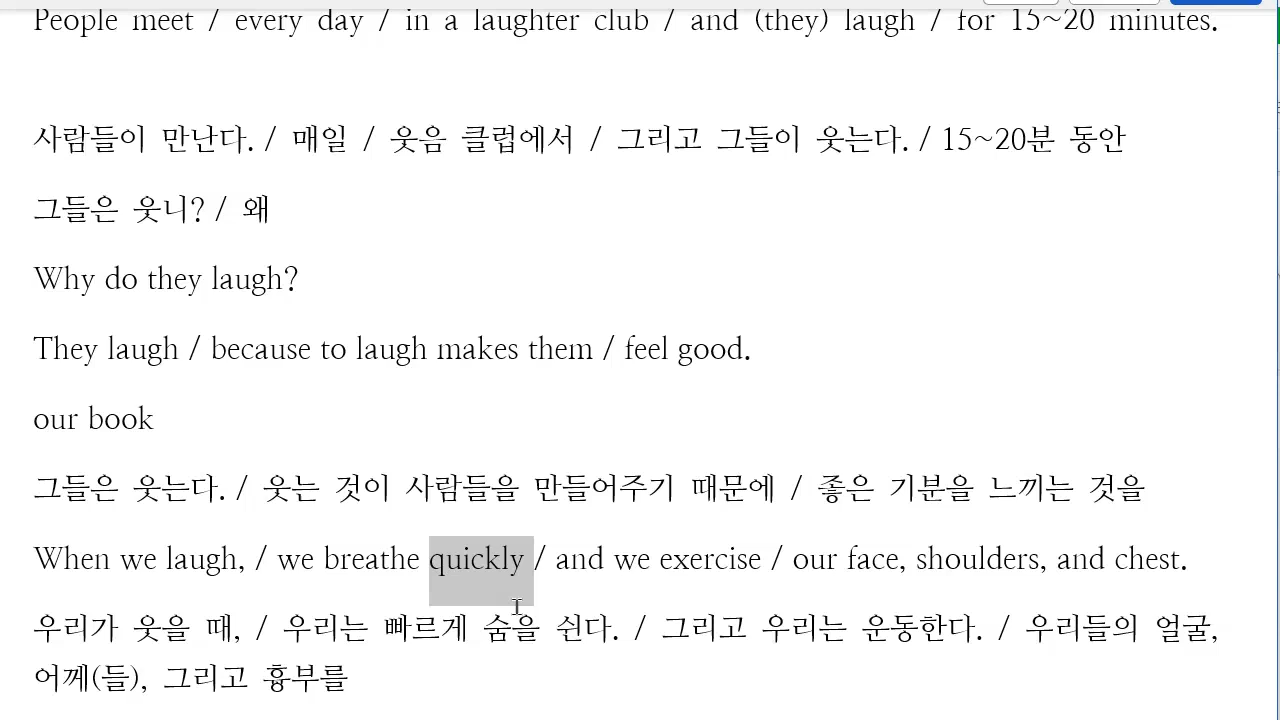 People meet / every day / in a laughter club / and (they) laugh / for 15~20 minutes.
사람들이 만난다. / 매일 / 웃음 클럽에서 / 그리고 그들이 웃는다. / 15~20분 동안
그들은 웃니? / 왜
Why do they laugh?
They laugh / because to laugh makes them / feel good.
our book
그들은 웃는다. / 웃는 것이 사람들을 만들어주기 때문에 / 좋은 기분을 느끼는 것을
When we laugh, / we breathe quickly / and we exercise / our face, shoulders, and chest.
우리가 웃을 때, / 우리는 빠르게 숨을 쉰다. / 그리고 우리는 운동한다. / 우리들의 얼굴,
어께(들), 그리고 흉부를